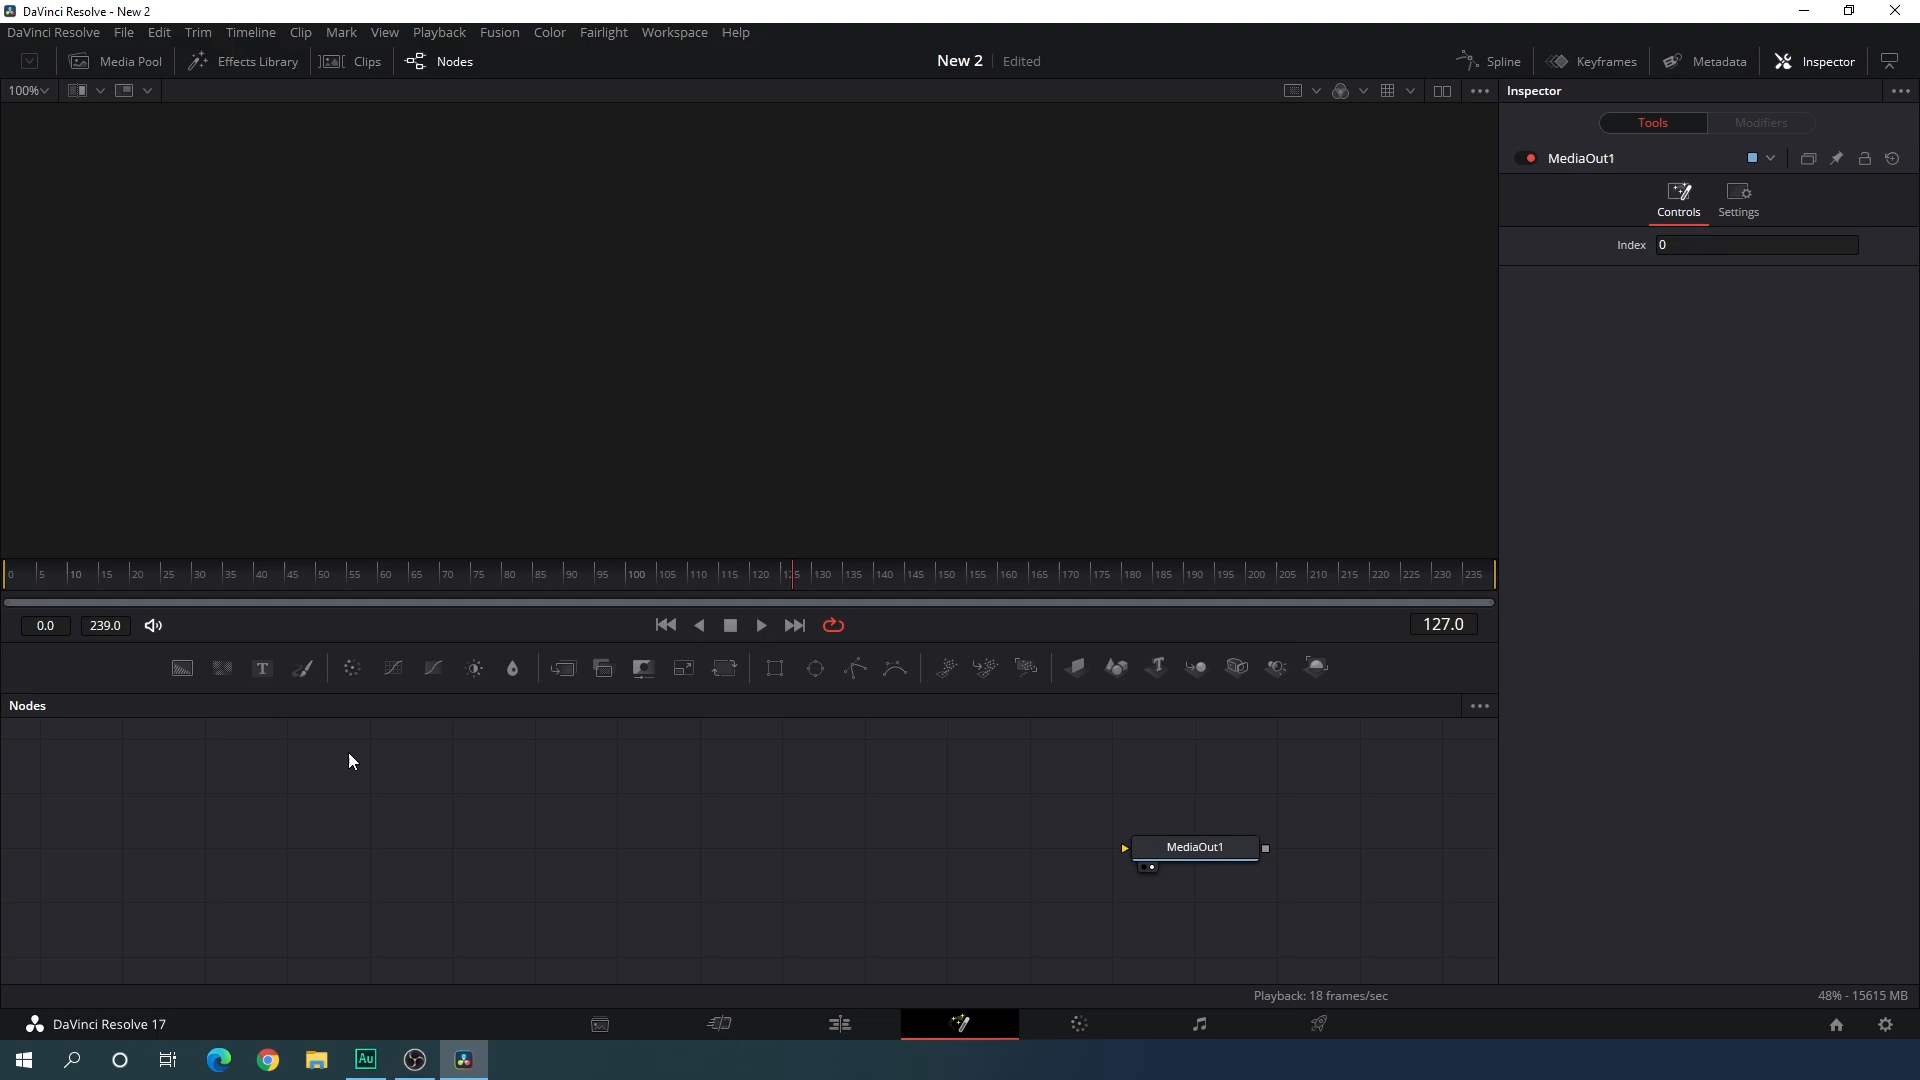 DaVinci Resolve - New 2
DaVinci Resolve File Edit Trim Timeline Clip Mark View Playback Fusion Color Fairlight Workspace Help
Media Pool Effects Library Clips Nodes New 2 Edited Spline Keyframes Metadata Inspector
100% Inspector
Tools Modifiers
MediaOut1
Controls Settings
Index 0
0 5 10 15 20 25 30 35 40 45 50 55 60 65 70 75 80 85 90 95 100 105 110 115 120 125 130 135 140 145 150 155 160 165 170 175 180 185 190 195 200 205 210 215 220 225 230 235
0.0 239.0 127.0
T T
Nodes
MediaOut1
Playback: 18 frames/sec 48% - 15615 MB
DaVinci Resolve 17
Au